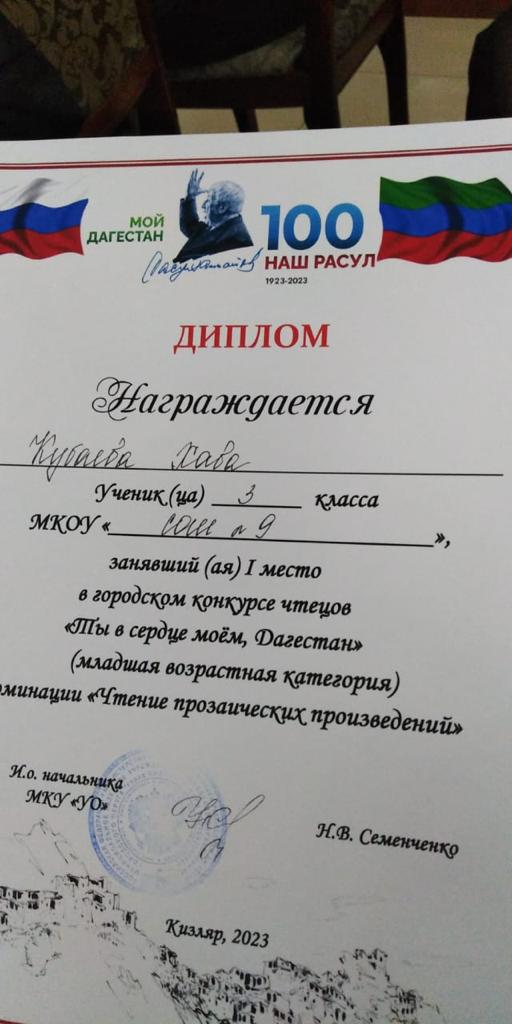 МОЙ
ДАГЕСТАН
100
НАШ РАСУЛ
1923-2023
ДИПЛОМ
Награждается
Кубаева Хава
Ученик (ца) 3 класса
МКОУ « сош № 9 »,
занявший (ая) I место
в городском конкурсе чтецов
«Ты в сердце моём, Дагестан»
(младшая возрастная категория)
оминации «Чтение прозаических произведений»
И.о. начальника
МКУ «УО»
Н.В. Семенченко
Кизляр, 2023